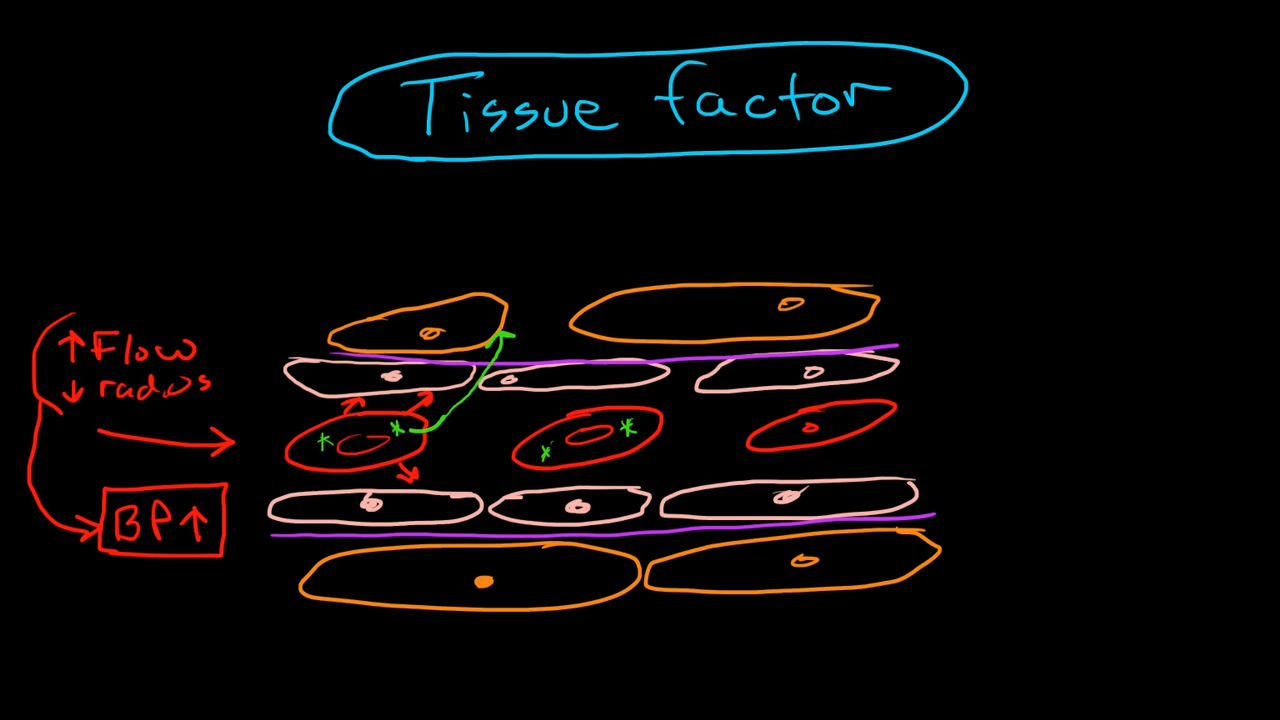 Tissue factor
↑Flow
↓ radius
BP↑